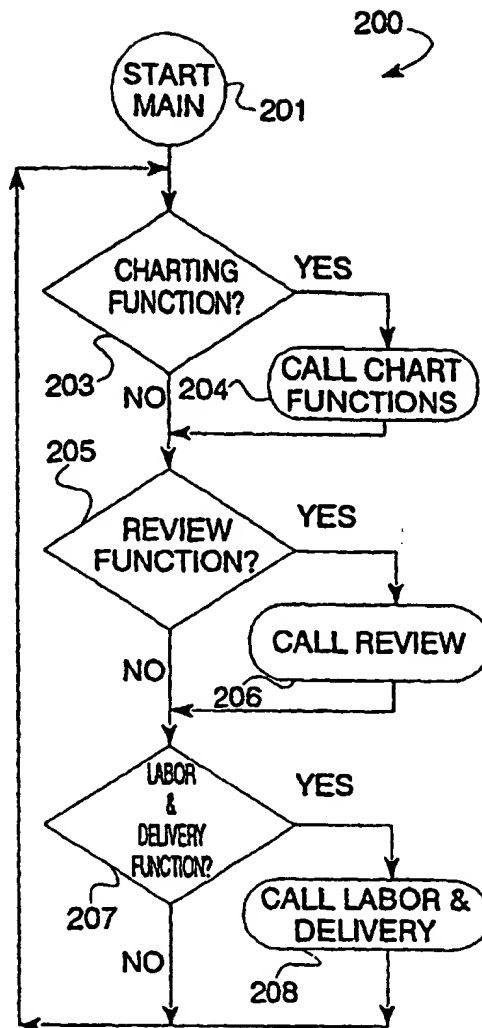 200
START
MAIN
201
CHARTING
FUNCTION?
YES
203
NO
204
CALL CHART
FUNCTIONS
205
REVIEW
FUNCTION?
YES
NO
CALL REVIEW
206
LABOR
&
DELIVERY
FUNCTION?
YES
207
NO
CALL LABOR &
DELIVERY
208